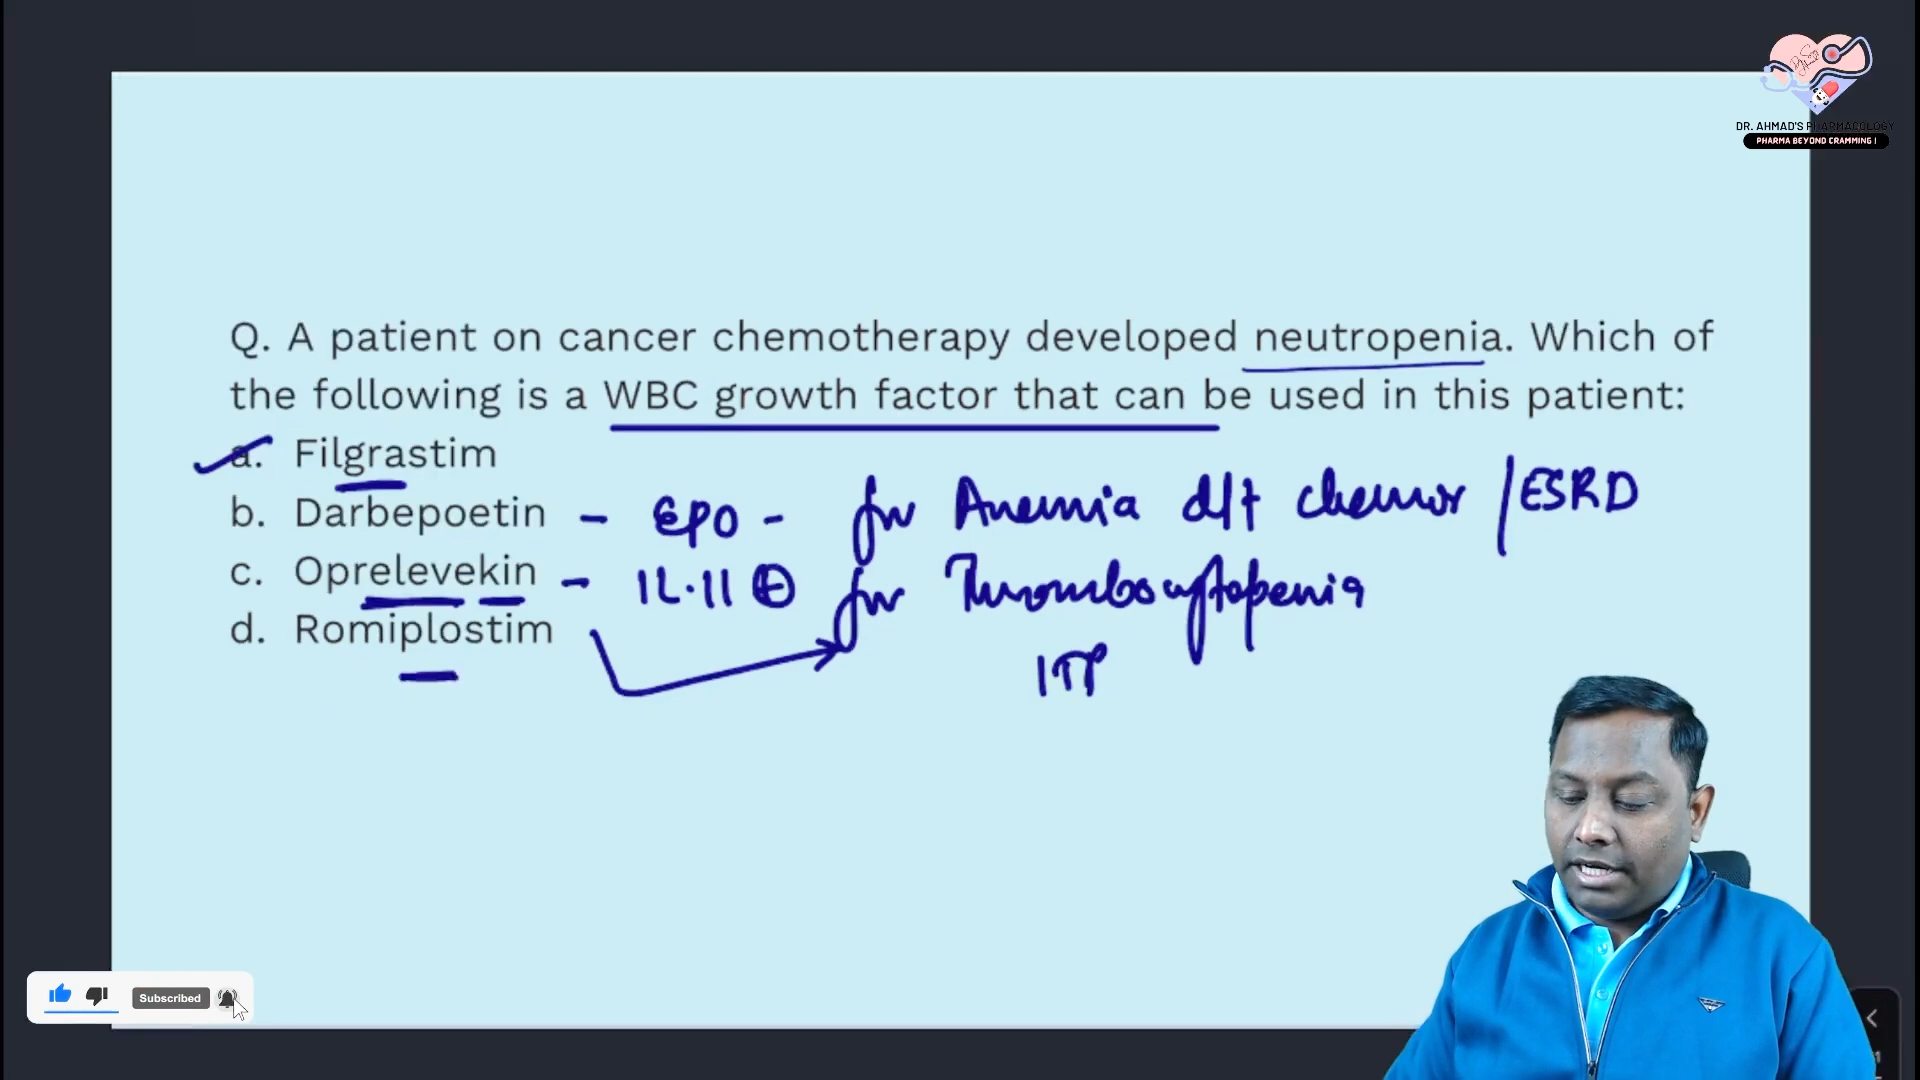 DR. AHMAD'S PHARMACOLOGY
PHARMA BEYOND CRAMMING !
Q. A patient on cancer chemotherapy developed neutropenia. Which of
the following is a WBC growth factor that can be used in this patient:
a. Filgrastim
b. Darbepoetin - EPO - for Anemia d/t chemo / ESRD
c. Oprelevekin - IL-11 ⊕ for Thrombocytopenia
d. Romiplostim
ITP
Subscribed